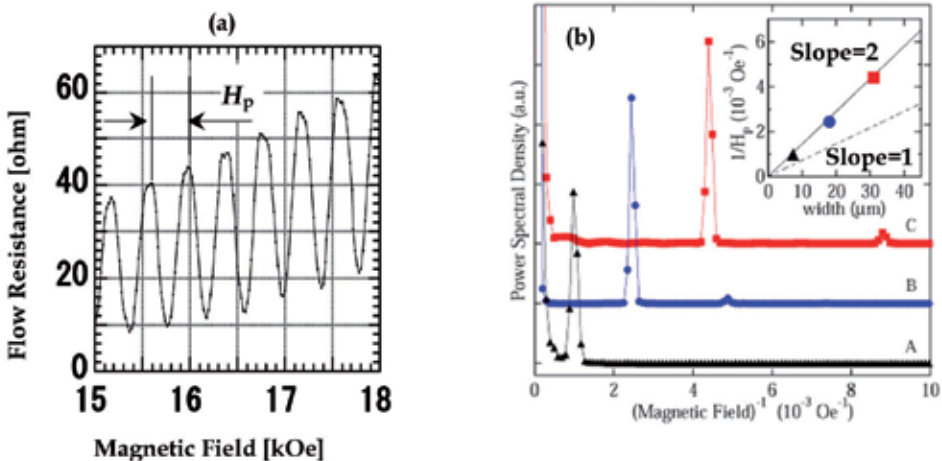 (a)
Flow Resistance [ohm]
60
40
20
0
Hp
15 16 17 18
Magnetic Field [kOe]
(b)
Power Spectral Density (a.u.)
C
B
A
0 2 4 6 8 10
(Magnetic Field)⁻¹ (10⁻³ Oe⁻¹)
1/Hp (10⁻³ Oe⁻¹)
6
4
2
0
Slope=2
Slope=1
0 10 20 30 40
width (μm)